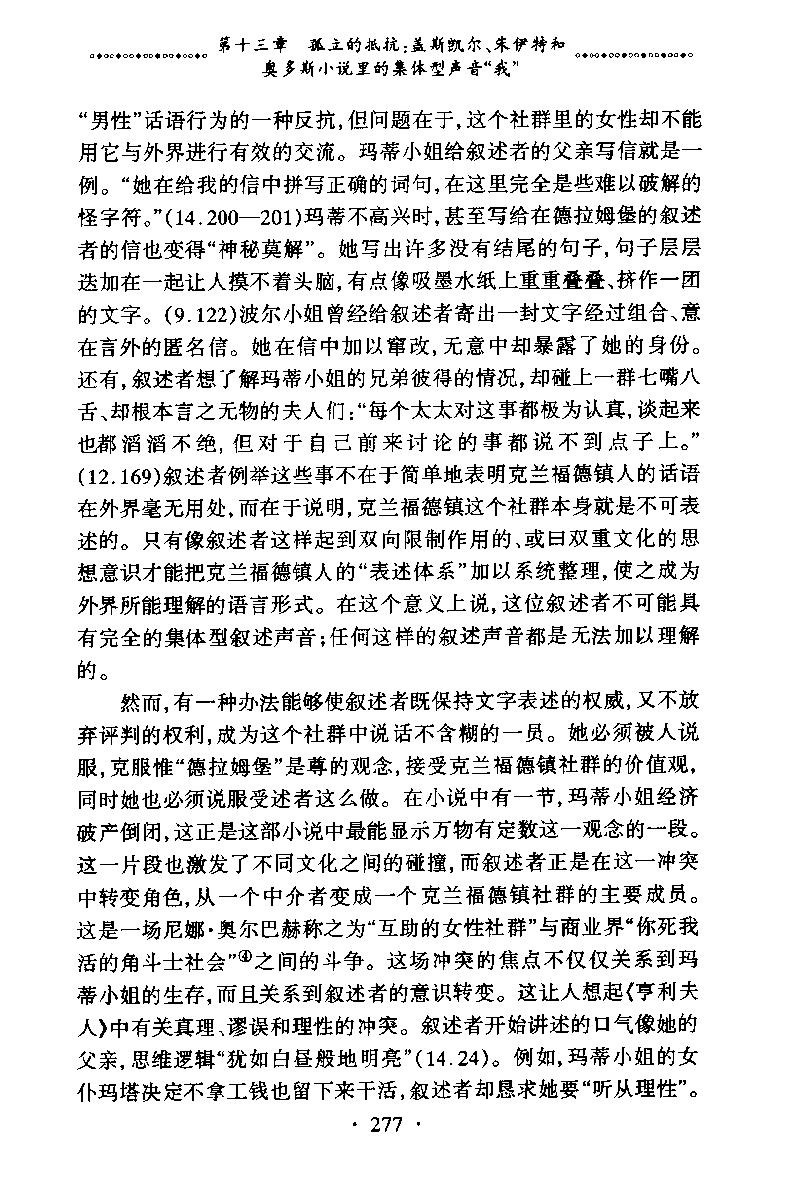 第十三章 孤立的抵抗:盖斯凯尔、朱伊特和
奥多斯小说里的集体型声音“我”
“男性”话语行为的一种反抗,但问题在于,这个社群里的女性却不能
用它与外界进行有效的交流。玛蒂小姐给叙述者的父亲写信就是一
例。“她在给我的信中拼写正确的词句,在这里完全是些难以破解的
怪字符。”(14.200—201)玛蒂不高兴时,甚至写给在德拉姆堡的叙述
者的信也变得“神秘莫解”。她写出许多没有结尾的句子,句子层层
迭加在一起让人摸不着头脑,有点像吸墨水纸上重重叠叠、挤作一团
的文字。(9.122)波尔小姐曾经给叙述者寄出一封文字经过组合、意
在言外的匿名信。她在信中加以窜改,无意中却暴露了她的身份。
还有,叙述者想了解玛蒂小姐的兄弟彼得的情况,却碰上一群七嘴八
舌、却根本言之无物的夫人们:“每个太太对这事都极为认真,谈起来
也都滔滔不绝,但对于自己前来讨论的事都说不到点子上。”
(12.169)叙述者例举这些事不在于简单地表明克兰福德镇人的话语
在外界毫无用处,而在于说明,克兰福德镇这个社群本身就是不可表
述的。只有像叙述者这样起到双向限制作用的、或曰双重文化的思
想意识才能把克兰福德镇人的“表述体系”加以系统整理,使之成为
外界所能理解的语言形式。在这个意义上说,这位叙述者不可能具
有完全的集体型叙述声音;任何这样的叙述声音都是无法加以理解
的。
然而,有一种办法能够使叙述者既保持文字表述的权威,又不放
弃评判的权利,成为这个社群中说话不含糊的一员。她必须被人说
服,克服惟“德拉姆堡”是尊的观念,接受克兰福德镇社群的价值观,
同时她也必须说服受述者这么做。在小说中有一节,玛蒂小姐经济
破产倒闭,这正是这部小说中最能显示万物有定数这一观念的一段。
这一片段也激发了不同文化之间的碰撞,而叙述者正是在这一冲突
中转变角色,从一个中介者变成一个克兰福德镇社群的主要成员。
这是一场尼娜·奥尔巴赫称之为“互助的女性社群”与商业界“你死我
活的角斗士社会”④之间的斗争。这场冲突的焦点不仅仅关系到玛
蒂小姐的生存,而且关系到叙述者的意识转变。这让人想起《亨利夫
人》中有关真理、谬误和理性的冲突。叙述者开始讲述的口气像她的
父亲,思维逻辑“犹如白昼般地明亮”(14.24)。例如,玛蒂小姐的女
仆玛塔决定不拿工钱也留下来干活,叙述者却恳求她要“听从理性”。
· 277 ·